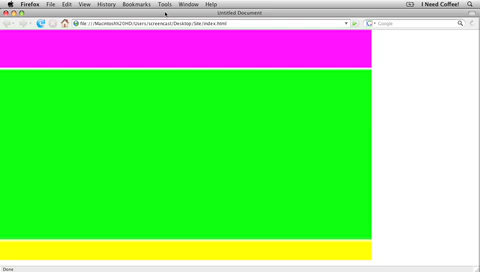 Firefox File Edit View History Bookmarks Tools Window Help I Need Coffee!
Untitled Document
file:///Macintosh%20HD/Users/screencast/Desktop/Site/index.html Google
Done